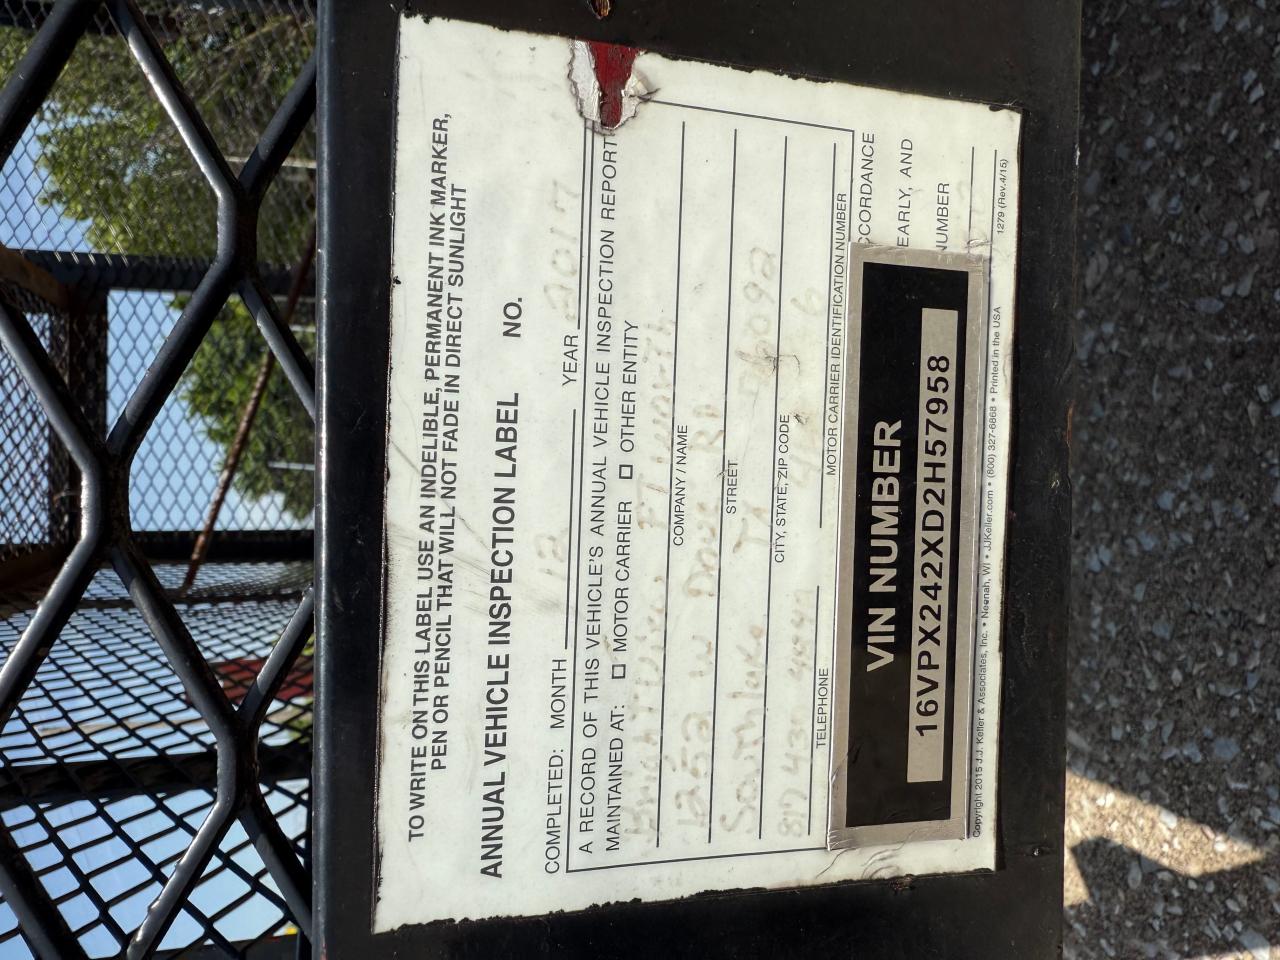 TO WRITE ON THIS LABEL USE AN INDELIBLE, PERMANENT INK MARKER,
PEN OR PENCIL THAT WILL NOT FADE IN DIRECT SUNLIGHT
ANNUAL VEHICLE INSPECTION LABEL NO.
COMPLETED: MONTH 12 YEAR 2017
A RECORD OF THIS VEHICLE'S ANNUAL VEHICLE INSPECTION REPORT
MAINTAINED AT: ☐ MOTOR CARRIER ☐ OTHER ENTITY
COMPANY / NAME
1252 N
STREET
Southlake TX 76092
CITY, STATE, ZIP CODE
817
TELEPHONE MOTOR CARRIER IDENTIFICATION NUMBER
CCORDANCE
EARLY, AND
NUMBER
VIN NUMBER
16VPX242XD2H57958
1279 (Rev.4/15)
Copyright 2015 J.J. Keller & Associates, Inc. • Neenah, WI • JJKeller.com • (800) 327-6868 • Printed in the USA